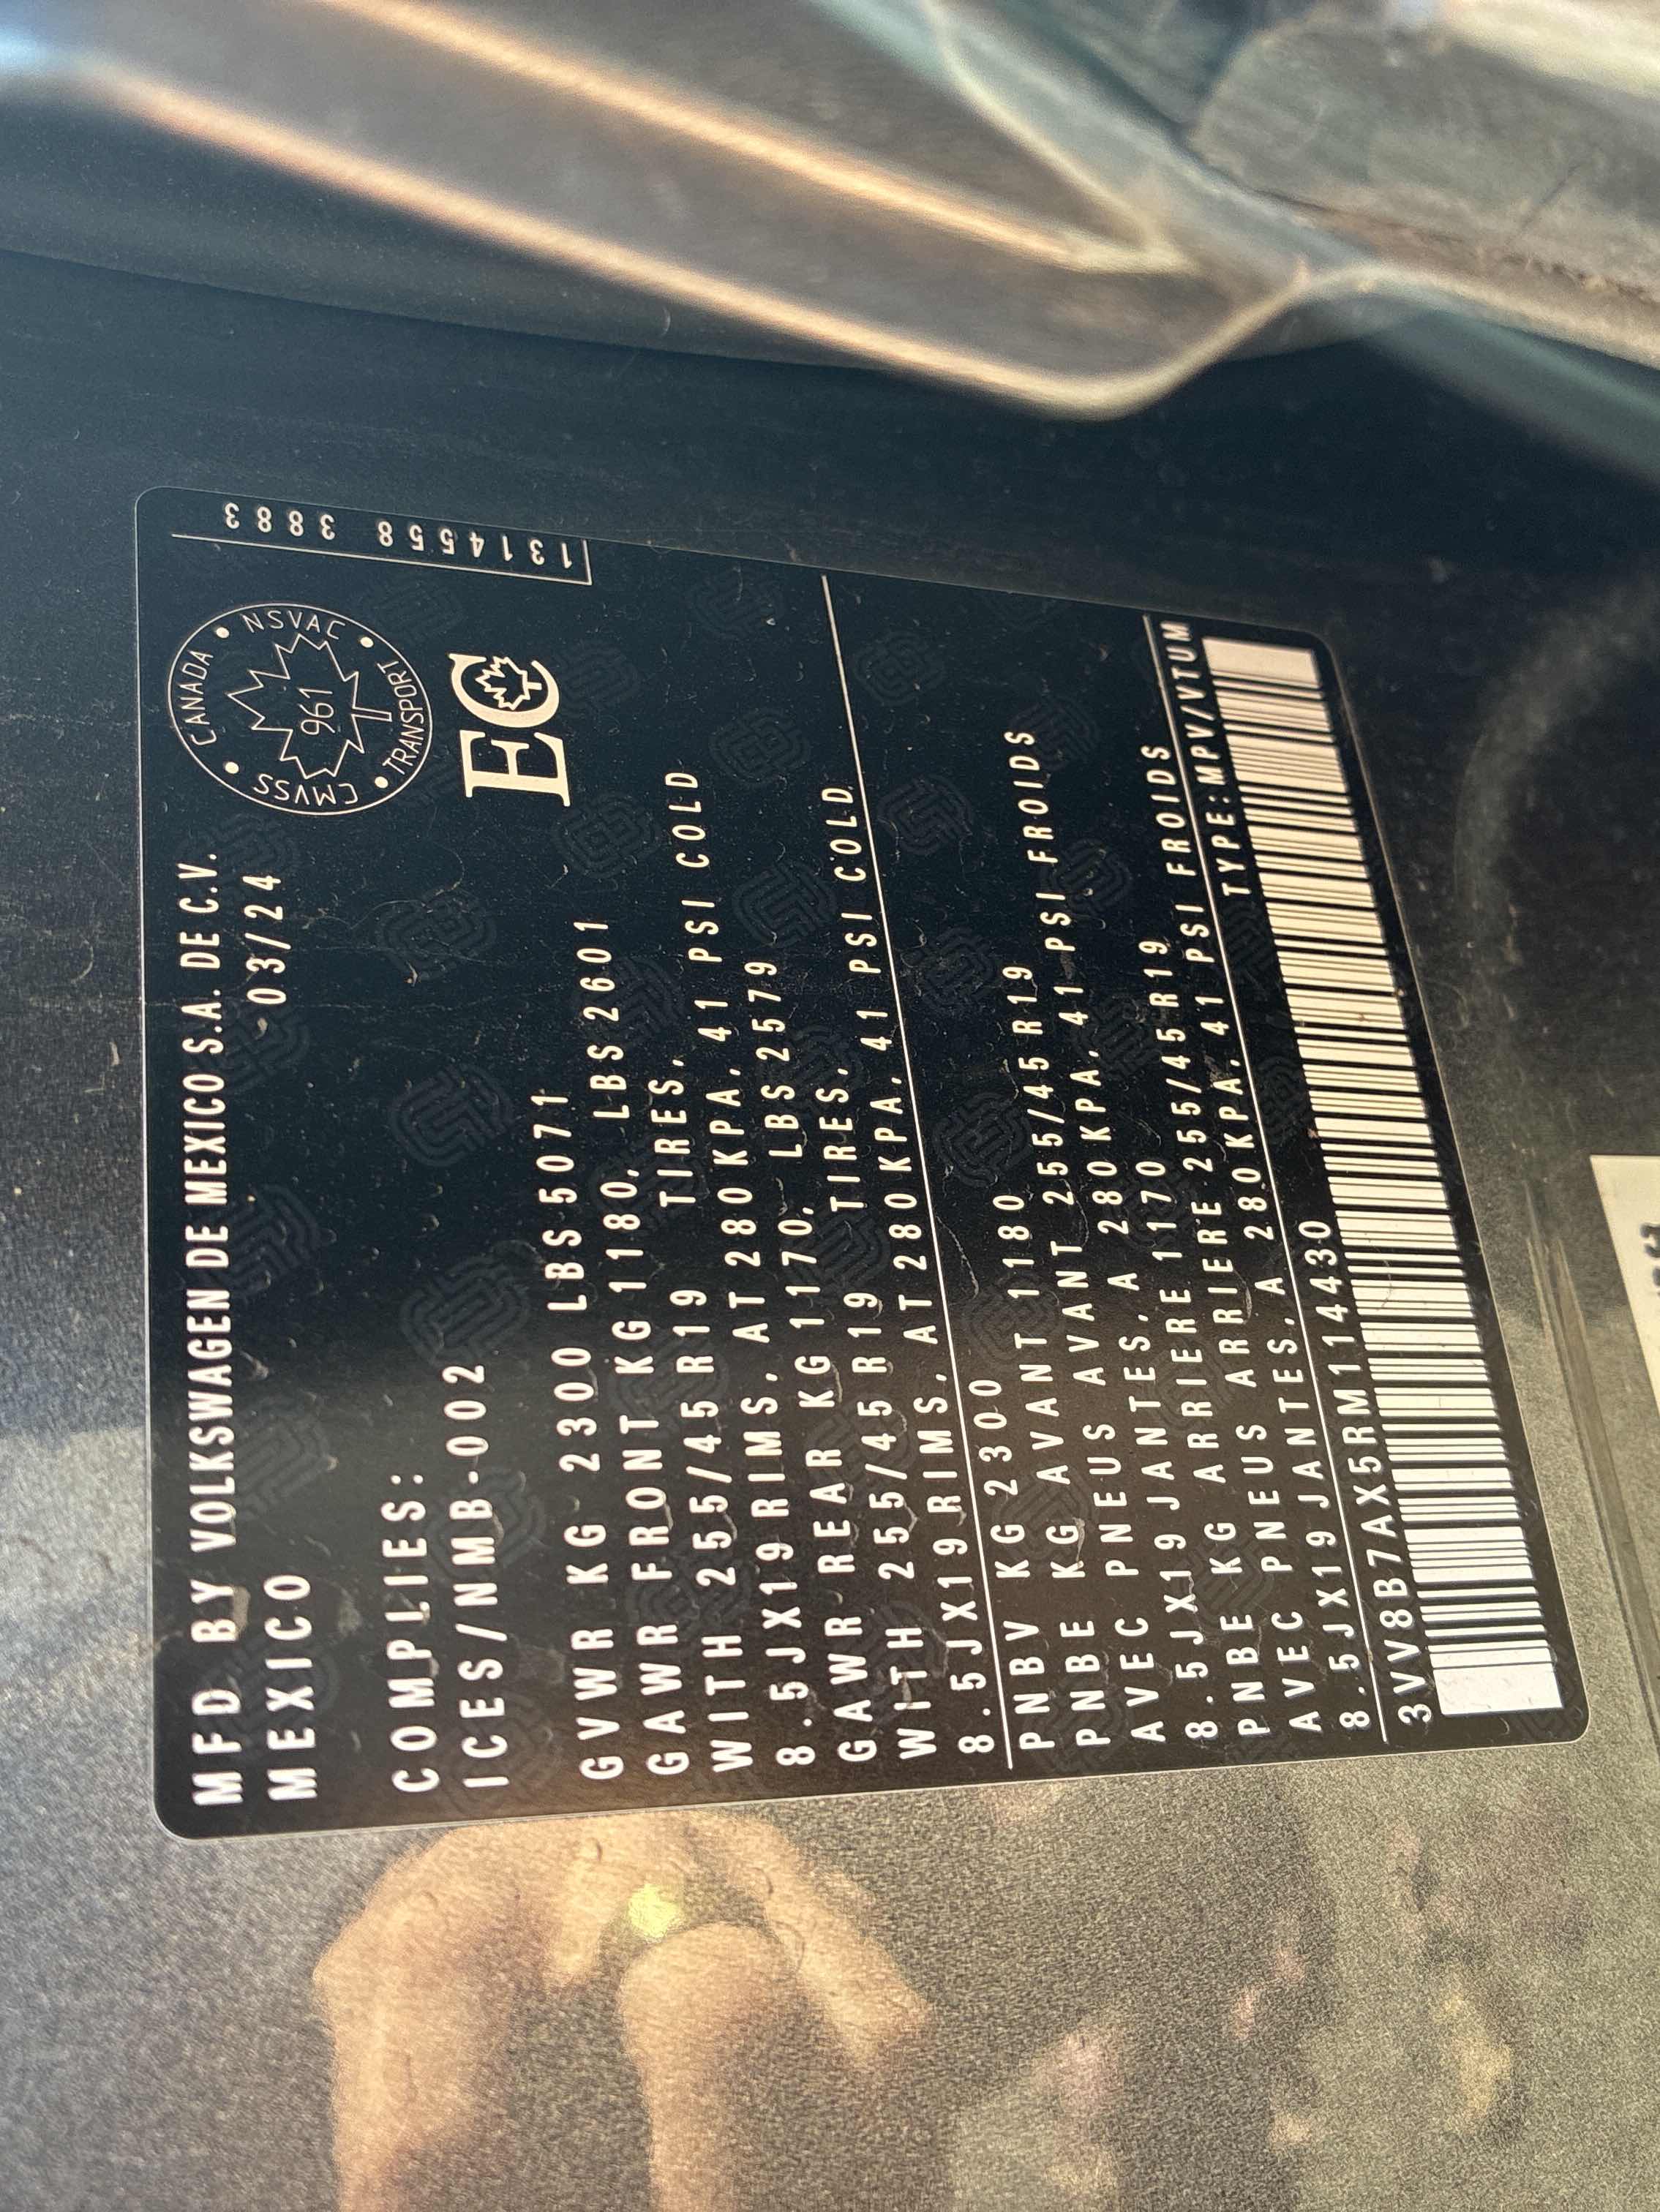 MFD. BY VOLKSWAGEN DE MEXICO S.A. DE C.V.
MEXICO 03/24
CANADA • NSVAC • TRANSPORT • CMVSS •
961
EC
1314558 3883
COMPLIES:
ICES/NMB-002
GVWR KG 2300 LBS 5071
GAWR FRONT KG 1180, LBS 2601
WITH 255/45 R19 TIRES,
8.5JX19 RIMS, AT 280 KPA, 41 PSI COLD
GAWR REAR KG 1170, LBS 2579
WITH 255/45 R19 TIRES,
8.5JX19 RIMS, AT 280 KPA, 41 PSI COLD
PNBV KG 2300
PNBE KG AVANT 1180
AVEC PNEUS AVANT 255/45 R19
8.5JX19 JANTES, A 280 KPA, 41 PSI FROIDS
PNBE KG ARRIERE 1170
AVEC PNEUS ARRIERE 255/45 R19
8.5JX19 JANTES, A 280 KPA, 41 PSI FROIDS
3VV8B7AX5RM114430 TYPE:MPV/VTUM